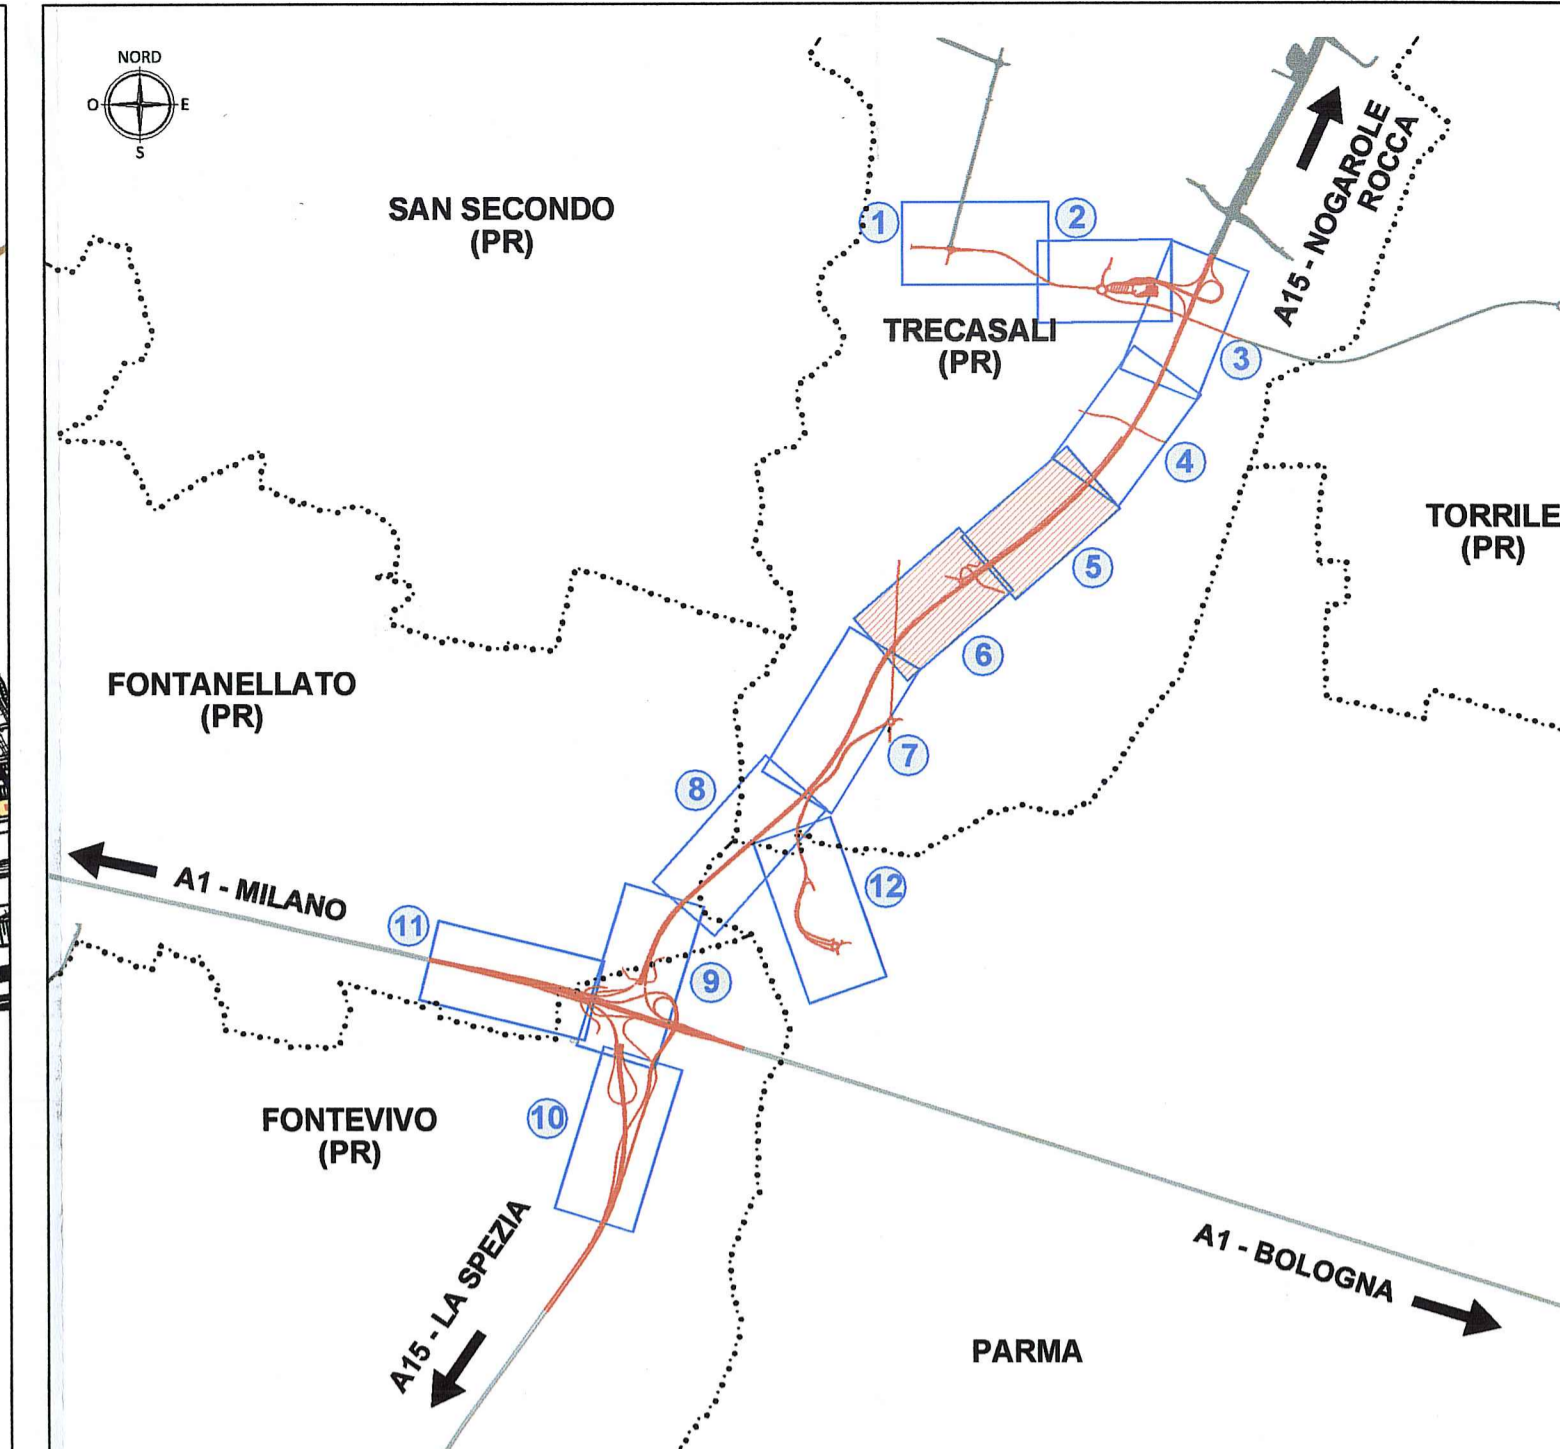 NORD
O
E
S
SAN SECONDO
(PR)
A15 - NOGAROLE
ROCCA
1
2
TRECASALI
(PR)
3
4
TORRILE
(PR)
5
6
FONTANELLATO
(PR)
7
8
A1 - MILANO
12
11
9
FONTEVIVO
(PR)
10
A15 - LA SPEZIA
A1 - BOLOGNA
PARMA